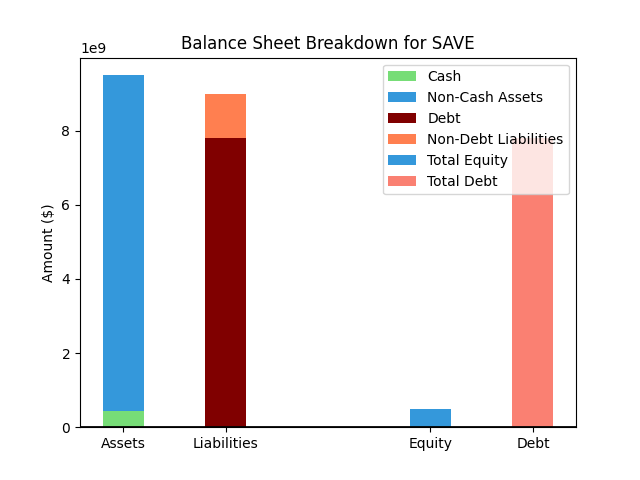 Balance Sheet Breakdown for SAVE
1e9
Cash
Non-Cash Assets
Debt
Non-Debt Liabilities
Total Equity
Total Debt
8
6
4
2
0
Amount ($)
Assets
Liabilities
Equity
Debt